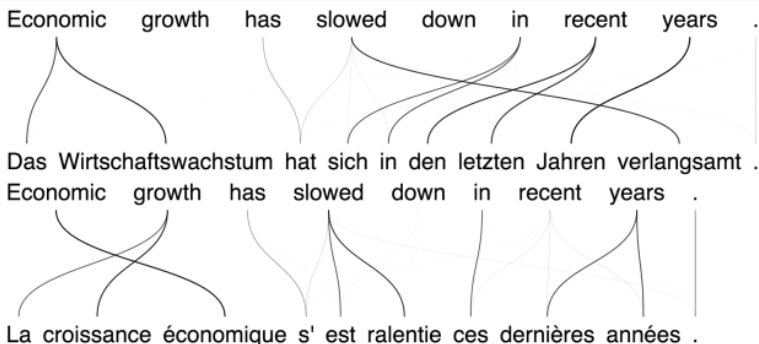 Economic growth has slowed down in recent years .
Das Wirtschaftswachstum hat sich in den letzten Jahren verlangsamt .
Economic growth has slowed down in recent years .
La croissance économique s' est ralentie ces dernières années .